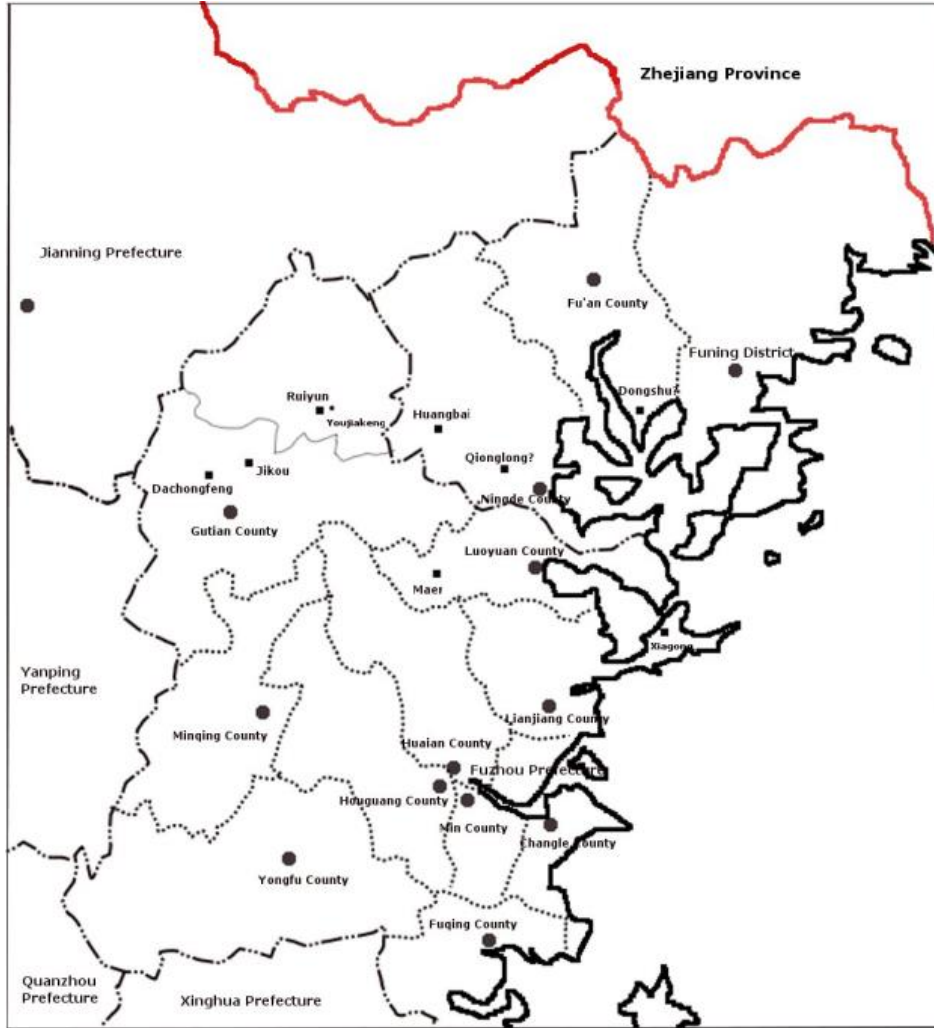 Zhejiang Province
Jianning Prefecture
Fu'an County
Funing District
Dongshu?
Ruiyun
Youjiakeng
Huangbai
Qionglong?
Jikou
Dachongfeng
Ningde County
Gutian County
Luoyuan County
Maer
Xiagong
Yanping
Prefecture
Lianjiang County
Minqing County
Huaian County
Fuzhou Prefecture
Houguang County
Min County
Changle County
Yongfu County
Fuqing County
Quanzhou
Prefecture
Xinghua Prefecture